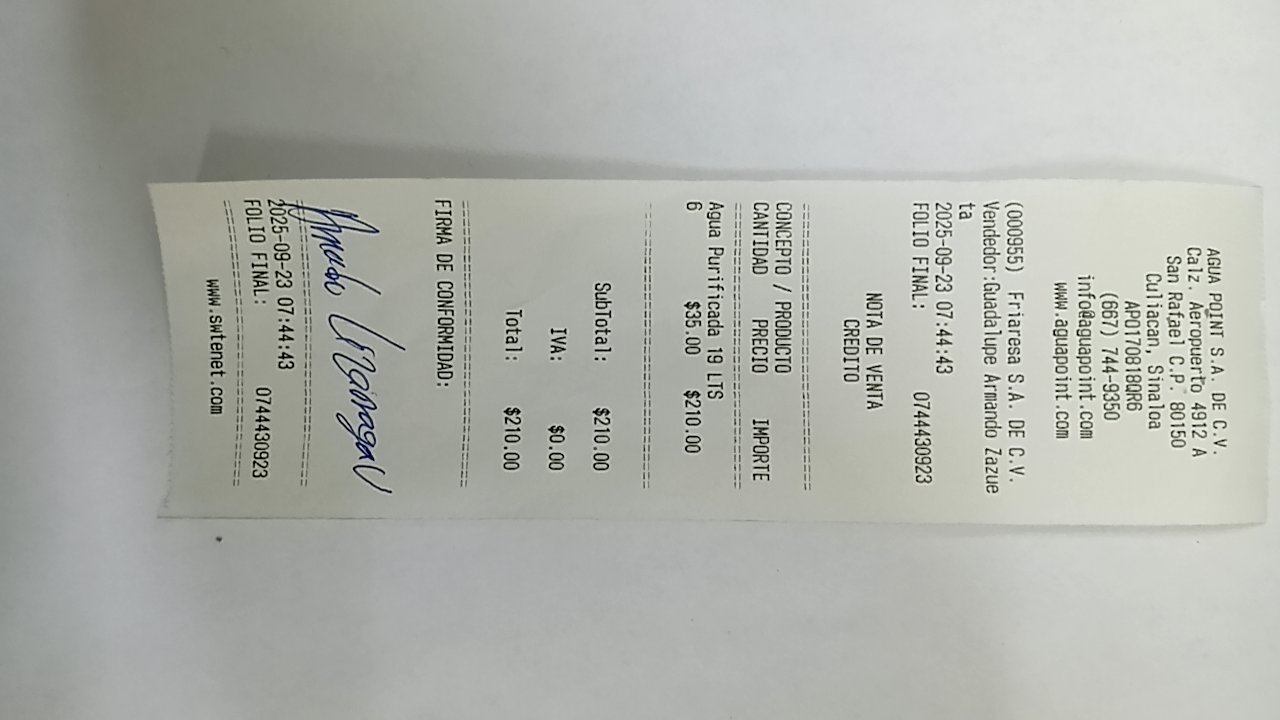 AGUA POINT S.A. DE C.V.
Calz. Aeropuerto 4912 A
San Rafael C.P. 80150
Culiacan, Sinaloa
APO170818QR6
(667) 744-9350
info@aguapoint.com
www.aguapoint.com
(000955) Friaresa S.A. DE C.V.
Vendedor:Guadalupe Armando Zazue
ta
2025-09-23 07:44:43
FOLIO FINAL: 0744430923
NOTA DE VENTA
CREDITO
CONCEPTO / PRODUCTO
CANTIDAD PRECIO IMPORTE
Agua Purificada 19 LTS
6 $35.00 $210.00
SubTotal: $210.00
IVA: $0.00
Total: $210.00
FIRMA DE CONFORMIDAD:
2025-09-23 07:44:43
FOLIO FINAL: 0744430923
www.swtenet.com